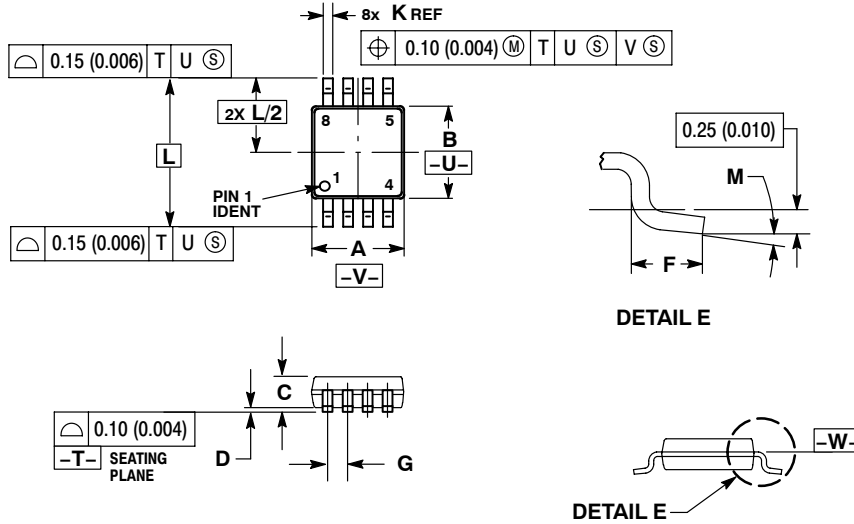 8x K REF
⌖ 0.10 (0.004) Ⓜ T U Ⓢ V Ⓢ
⌓ 0.15 (0.006) T U Ⓢ
2X L/2
8 5
B
–U–
L
PIN 1
IDENT
1 4
⌓ 0.15 (0.006) T U Ⓢ
A
–V–
0.25 (0.010)
M
F
DETAIL E
C
⌓ 0.10 (0.004)
–T– SEATING
PLANE
D
G
–W–
DETAIL E